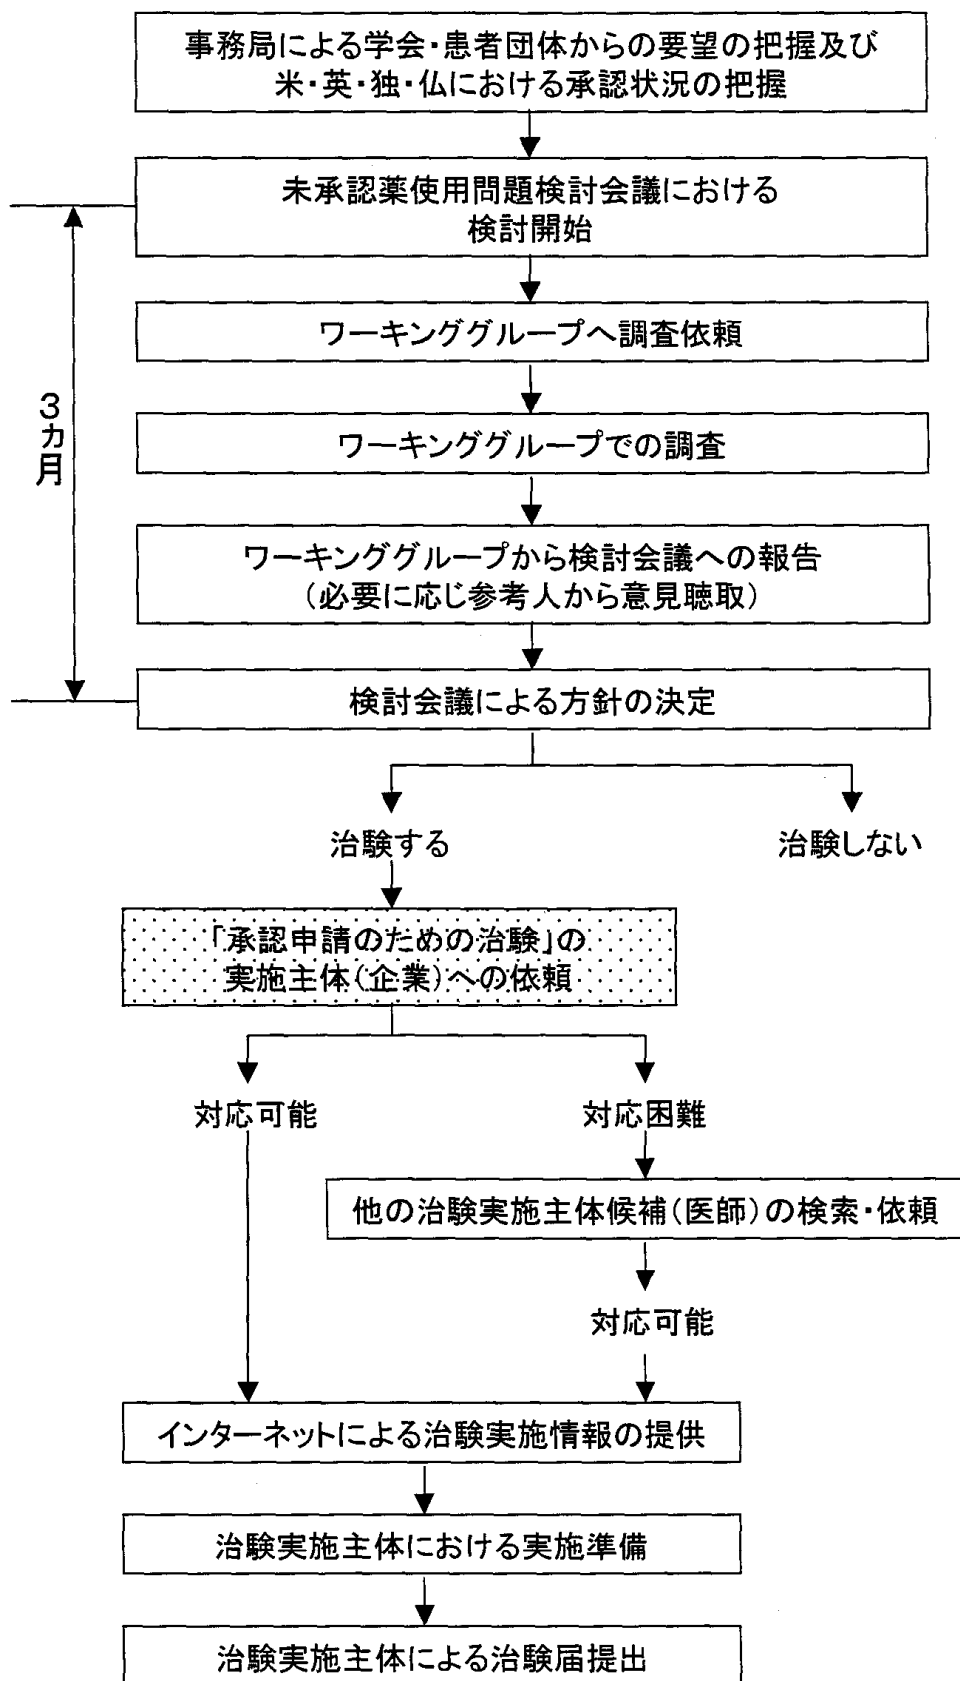 事務局による学会・患者団体からの要望の把握及び
米・英・独・仏における承認状況の把握
未承認薬使用問題検討会議における
検討開始
ワーキンググループへ調査依頼
ワーキンググループでの調査
3カ月
ワーキンググループから検討会議への報告
(必要に応じ参考人から意見聴取)
検討会議による方針の決定
治験する
治験しない
「承認申請のための治験」の
実施主体(企業)への依頼
対応可能
対応困難
他の治験実施主体候補(医師)の検索・依頼
対応可能
インターネットによる治験実施情報の提供
治験実施主体における実施準備
治験実施主体による治験届提出